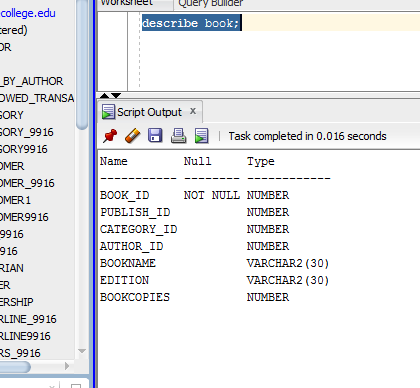 Worksheet Query Builder
describe book;
Script Output x
Task completed in 0.016 seconds
Name Null Type
----------- -------- ------------
BOOK_ID NOT NULL NUMBER
PUBLISH_ID NUMBER
CATEGORY_ID NUMBER
AUTHOR_ID NUMBER
BOOKNAME VARCHAR2(30)
EDITION VARCHAR2(30)
BOOKCOPIES NUMBER
college.edu
tered)
OR
_BY_AUTHOR
OWED_TRANSA
GORY
GORY_9916
GORY9916
OMER
OMER_9916
OMER1
OMER9916
RIAN
ER
ERSHIP
RLINE_9916
RLINE9916
RS_9916